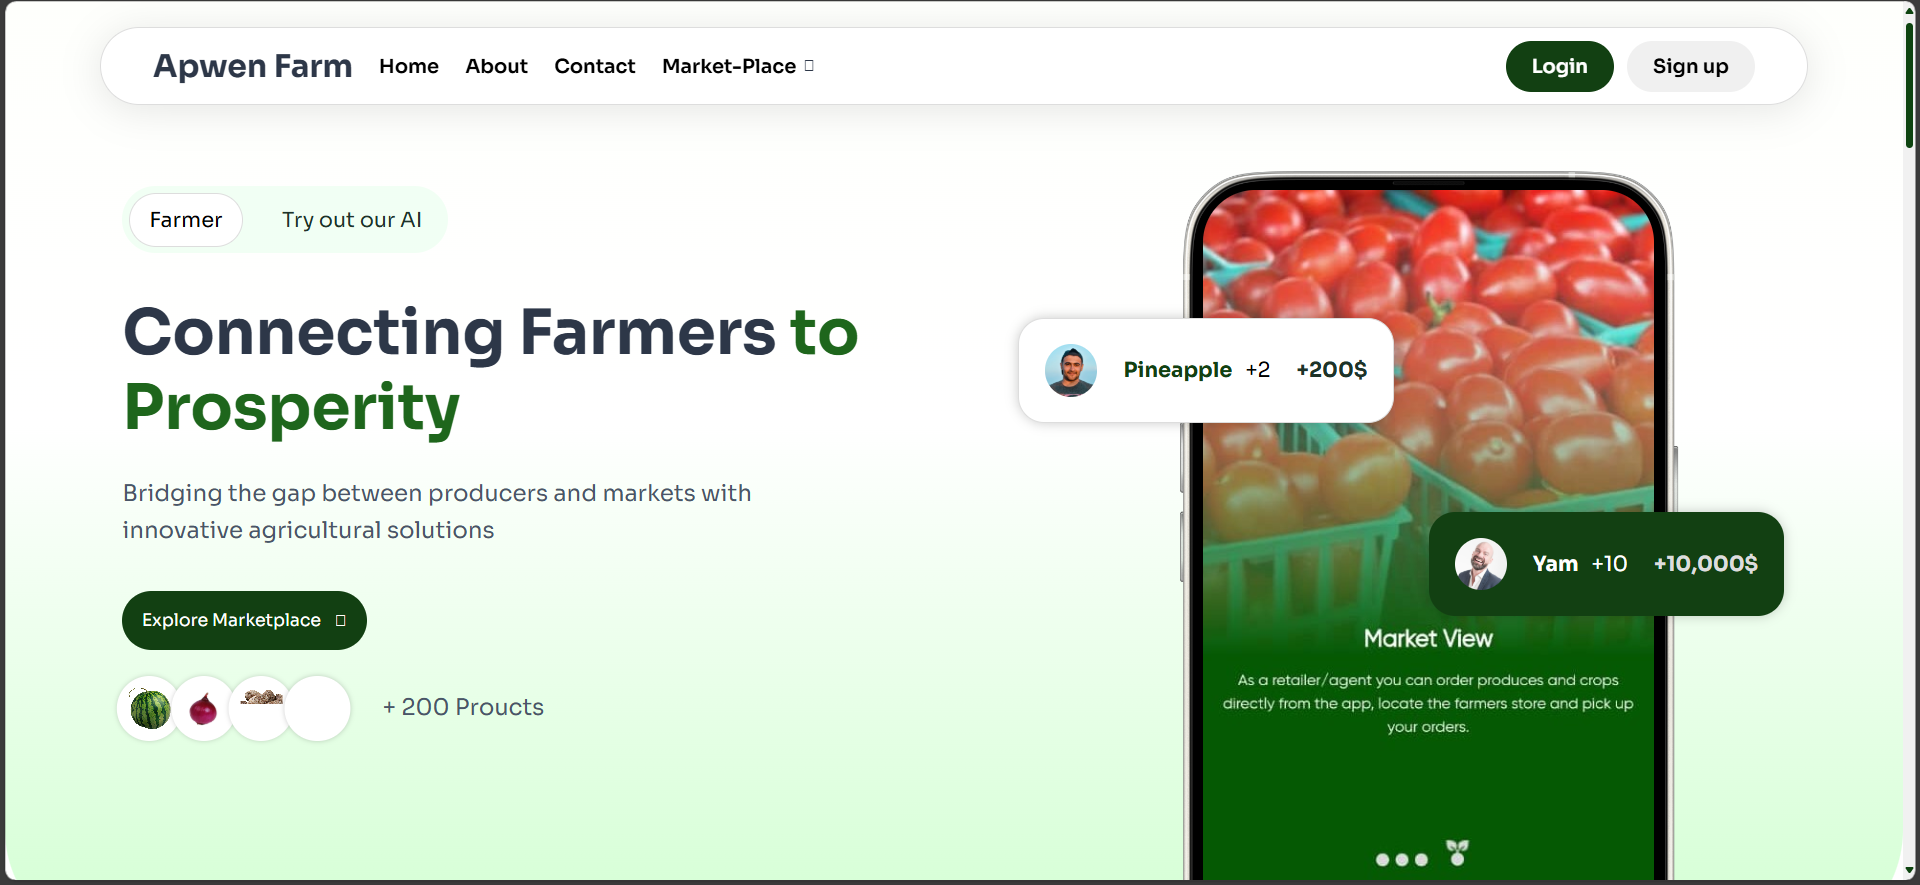 Apwen Farm Home About Contact Market-Place Login Sign up
Farmer Try out our AI
Connecting Farmers to
Prosperity
Bridging the gap between producers and markets with
innovative agricultural solutions
Explore Marketplace
+ 200 Proucts
Pineapple +2 +200$
Yam +10 +10,000$
Market View
As a retailer/agent you can order produces and crops
directly from the app, locate the farmers store and pick up
your orders.